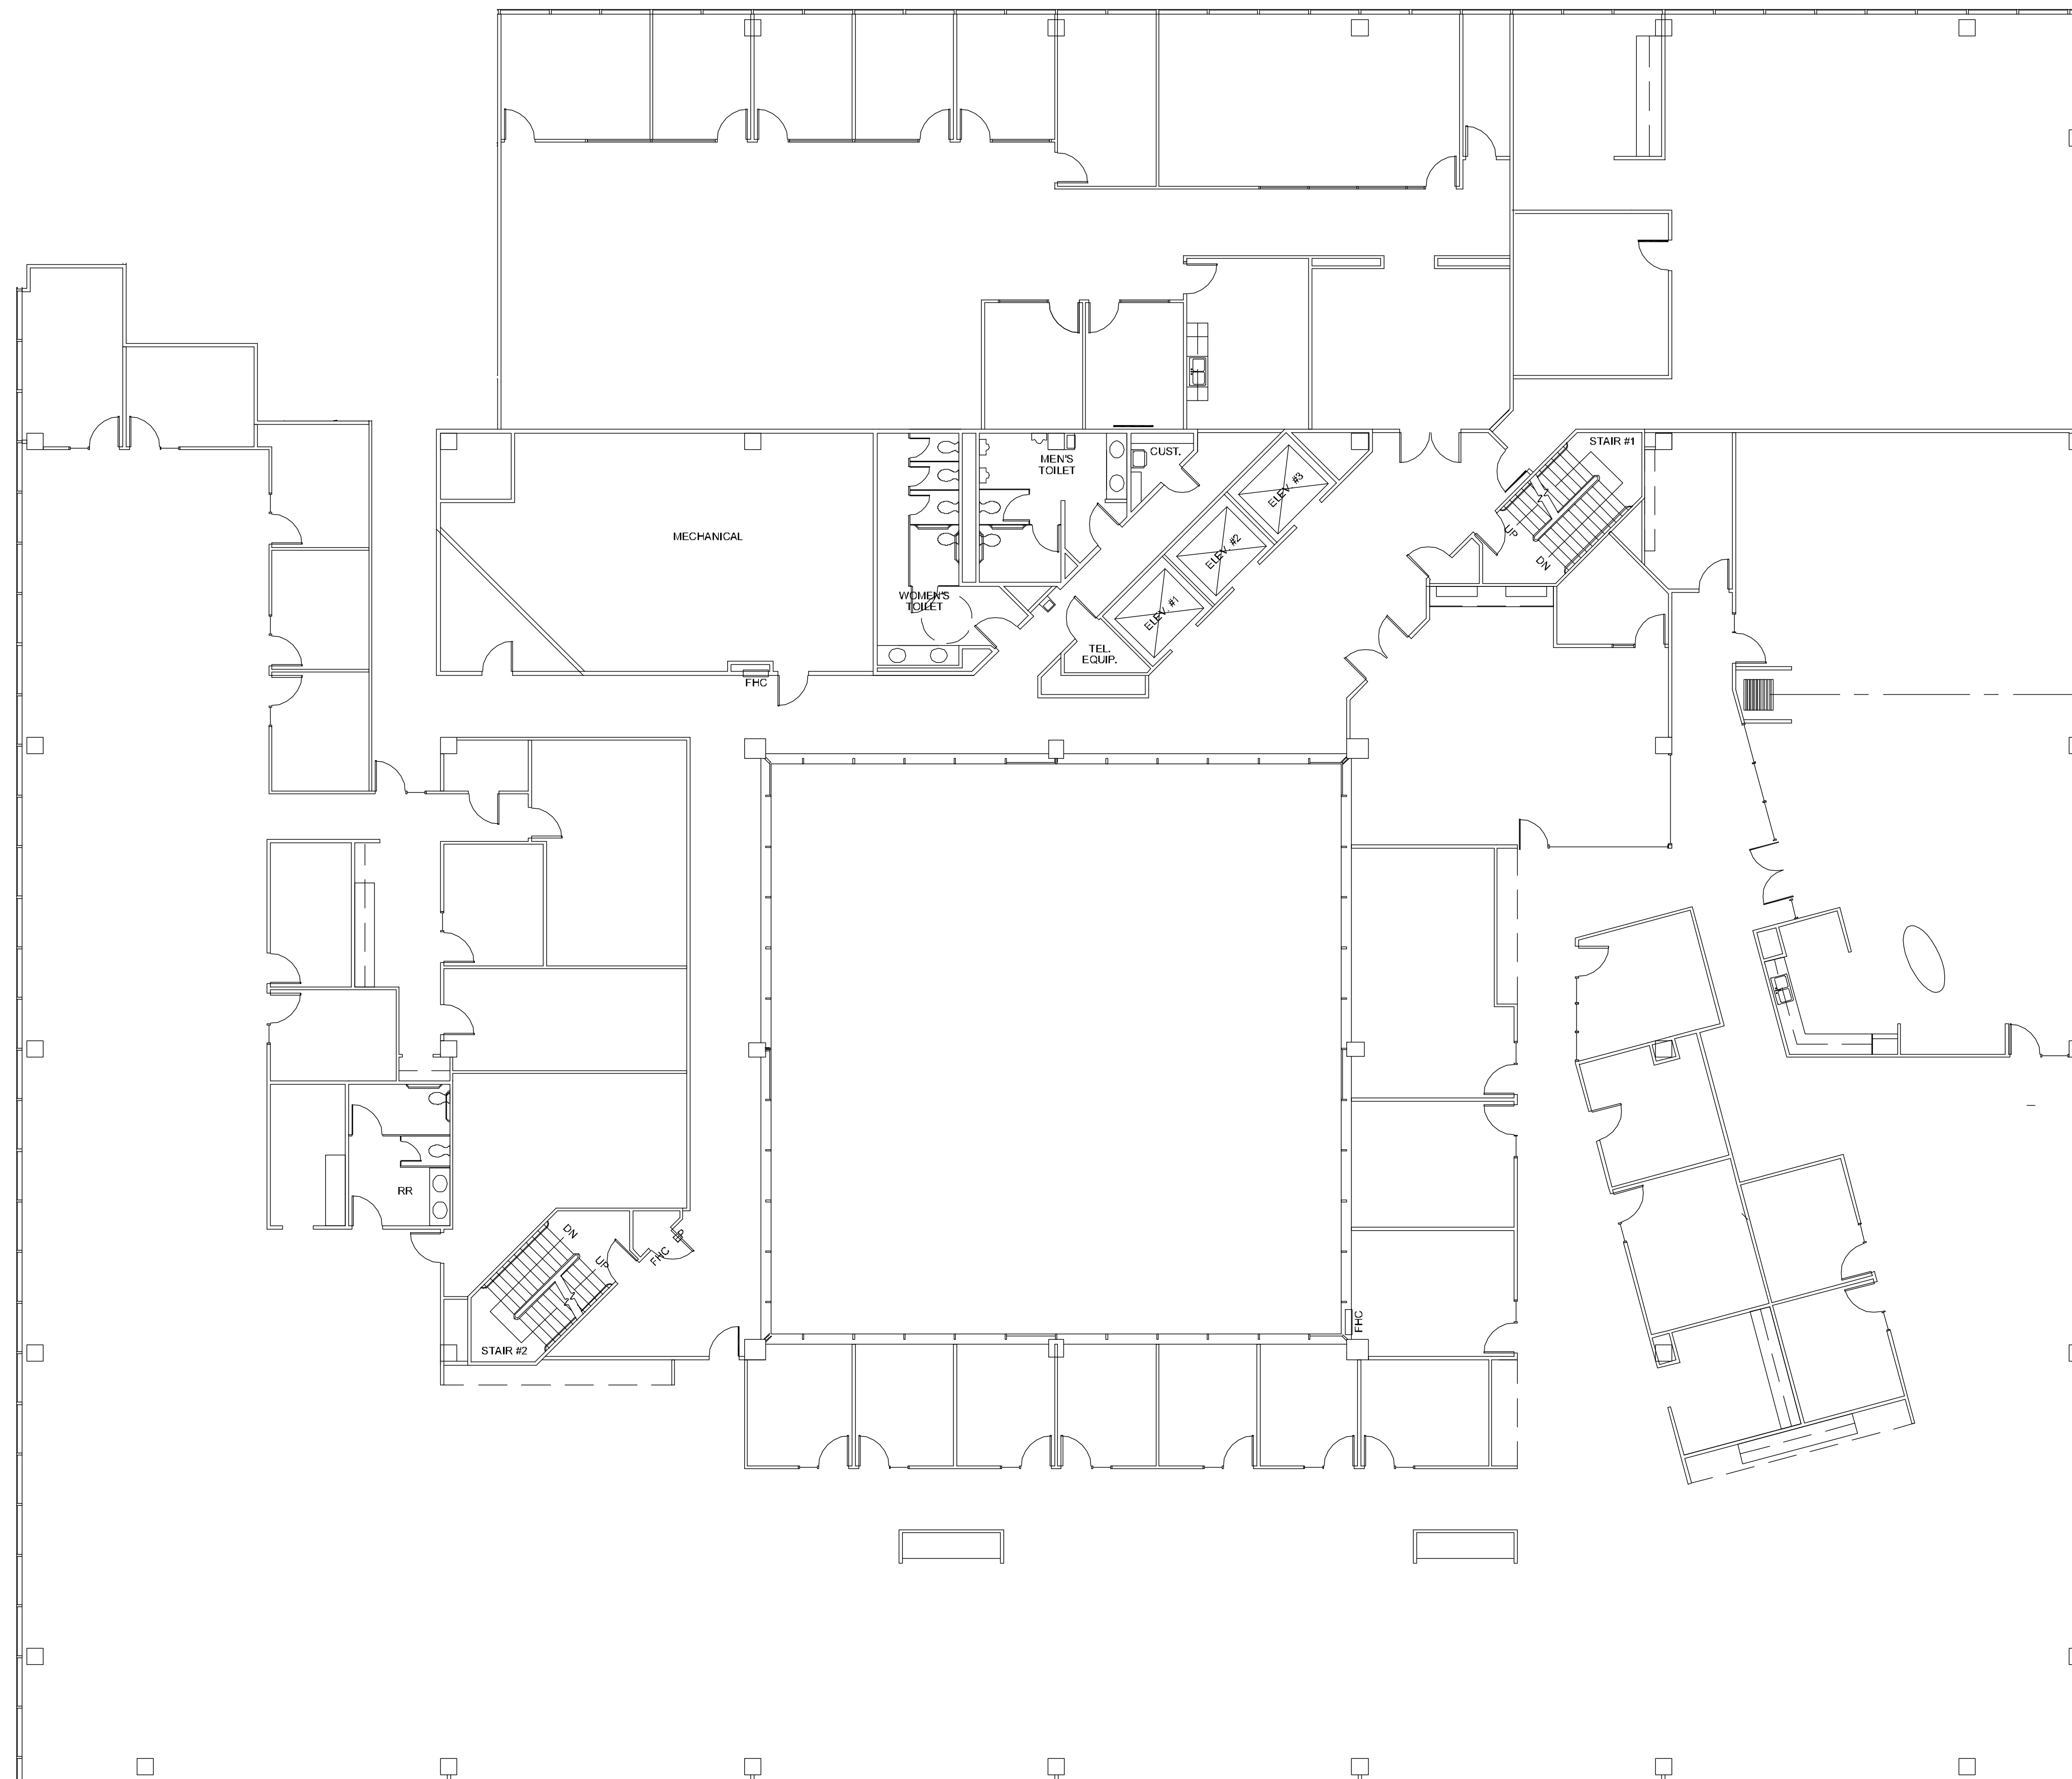 STAIR #1
MEN'S
TOILET
CUST.
ELEV. #3
MECHANICAL
UP
ELEV. #2
DN
WOMEN'S
TOILET
ELEV. #1
TEL.
EQUIP.
FHC
RR
DN
UP
FHC
FHC
STAIR #2